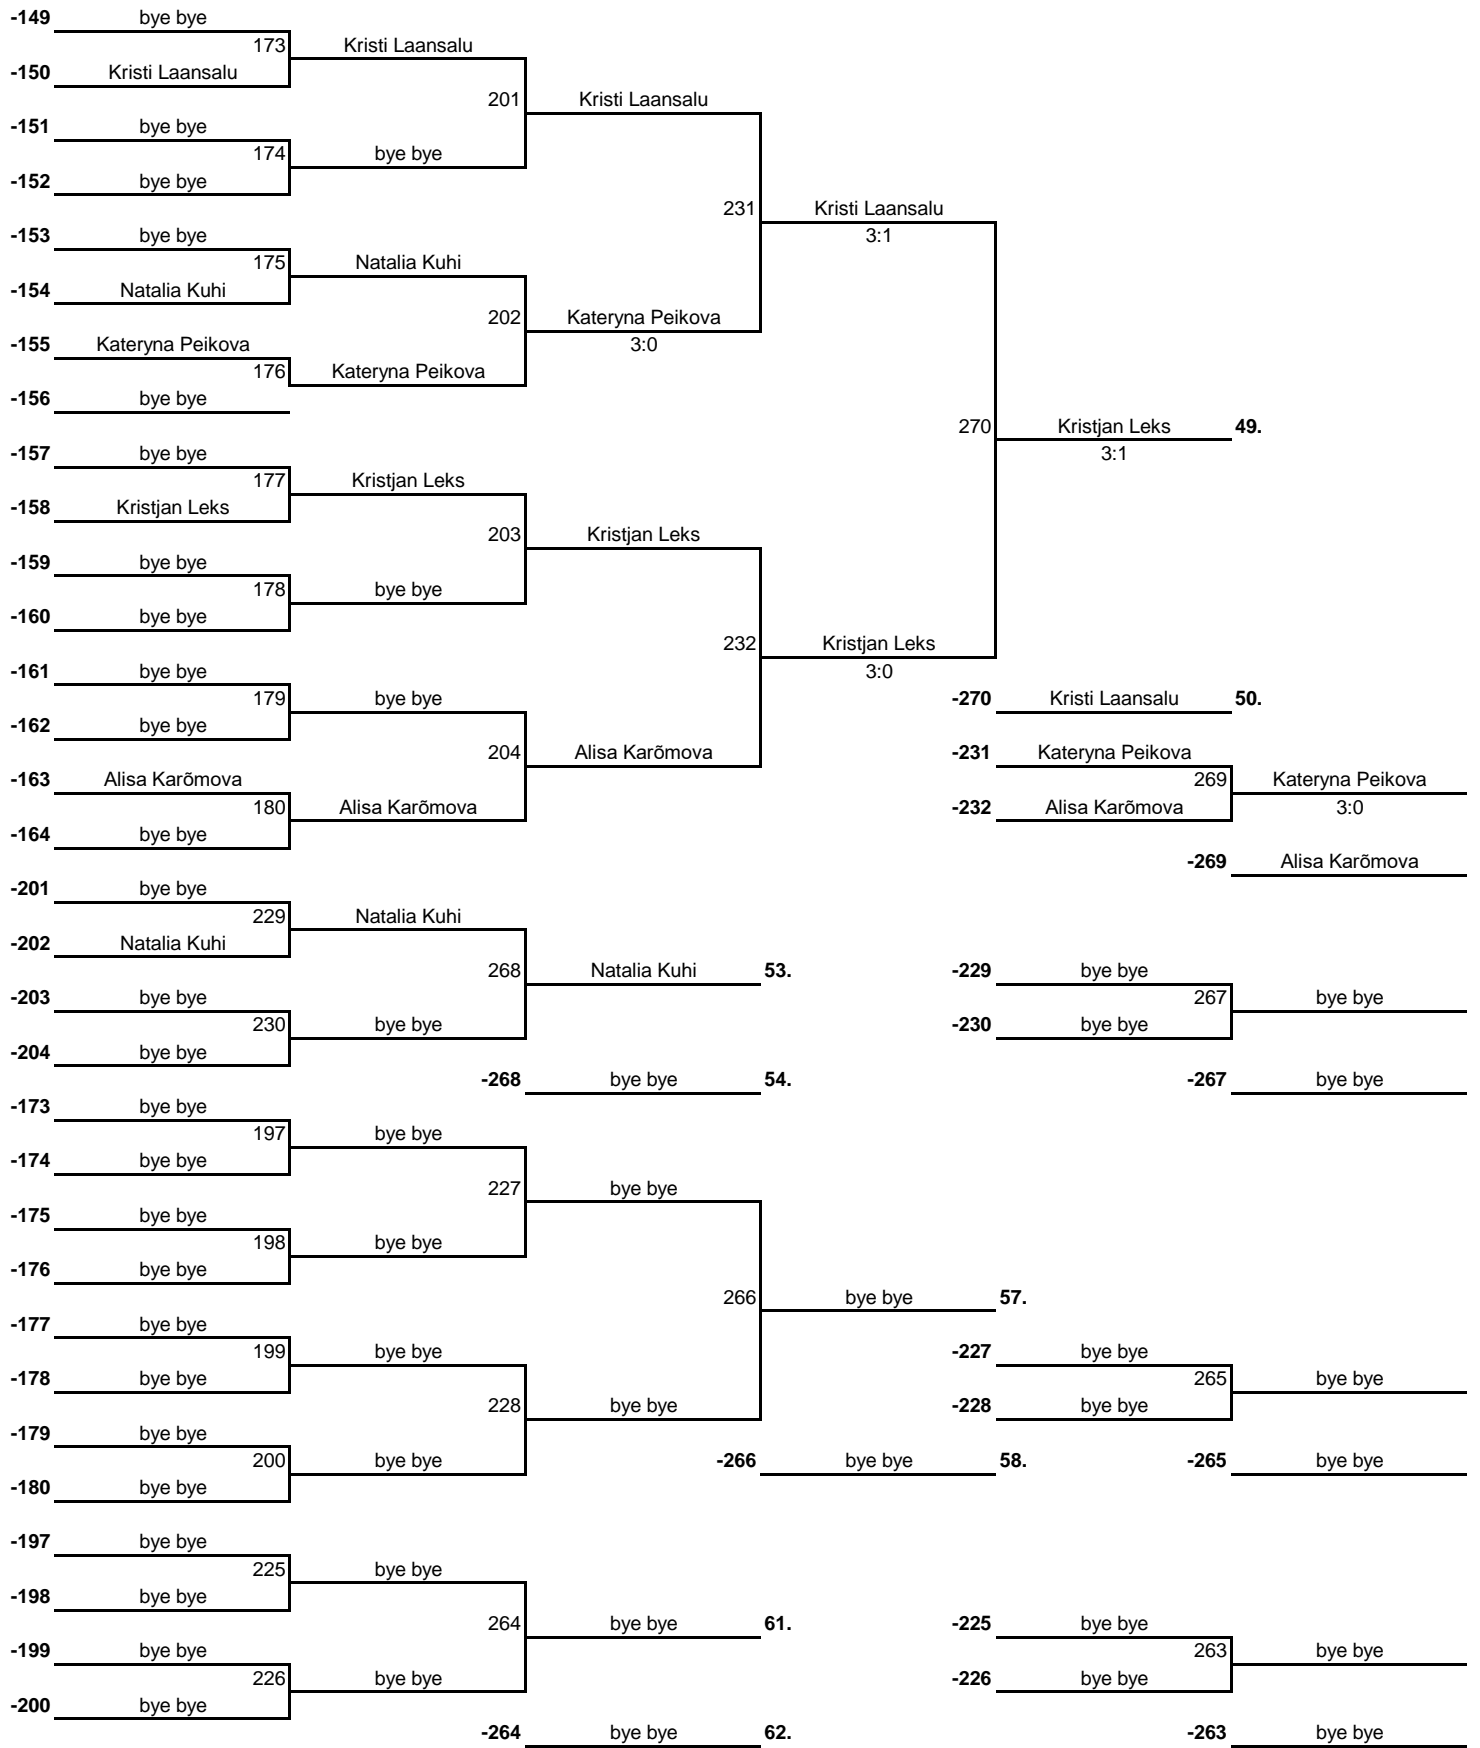 -149 bye bye
173 Kristi Laansalu
-150 Kristi Laansalu
201 Kristi Laansalu
-151 bye bye
174 bye bye
-152 bye bye
231 Kristi Laansalu
3:1
-153 bye bye
175 Natalia Kuhi
-154 Natalia Kuhi
202 Kateryna Peikova
3:0
-155 Kateryna Peikova
176 Kateryna Peikova
-156 bye bye
270 Kristjan Leks 49.
3:1
-157 bye bye
177 Kristjan Leks
-158 Kristjan Leks
203 Kristjan Leks
-159 bye bye
178 bye bye
-160 bye bye
232 Kristjan Leks
3:0
-161 bye bye
179 bye bye
-270 Kristi Laansalu 50.
-162 bye bye
204 Alisa Karõmova
-231 Kateryna Peikova
-163 Alisa Karõmova
269 Kateryna Peikova
3:0
180 Alisa Karõmova
-232 Alisa Karõmova
-164 bye bye
-269 Alisa Karõmova
-201 bye bye
229 Natalia Kuhi
-202 Natalia Kuhi
268 Natalia Kuhi 53.
-229 bye bye
-203 bye bye
267 bye bye
230 bye bye
-230 bye bye
-204 bye bye
-268 bye bye 54.
-267 bye bye
-173 bye bye
197 bye bye
-174 bye bye
227 bye bye
-175 bye bye
198 bye bye
-176 bye bye
266 bye bye 57.
-177 bye bye
199 bye bye
-227 bye bye
-178 bye bye
265 bye bye
228 bye bye
-228 bye bye
-179 bye bye
200 bye bye
-266 bye bye 58.
-265 bye bye
-180 bye bye
-197 bye bye
225 bye bye
-198 bye bye
264 bye bye 61.
-225 bye bye
-199 bye bye
263 bye bye
226 bye bye
-226 bye bye
-200 bye bye
-264 bye bye 62.
-263 bye bye